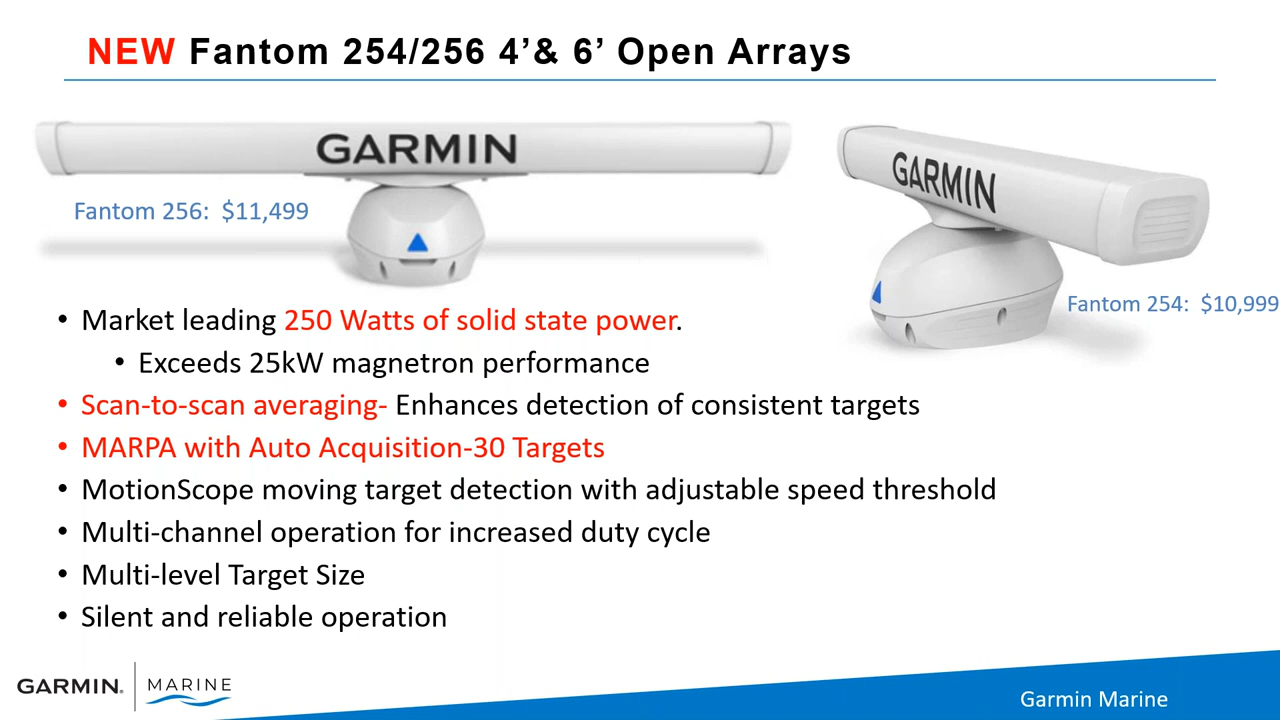 NEW Fantom 254/256 4’& 6’ Open Arrays
GARMIN
GARMIN
Fantom 256: $11,499
Fantom 254: $10,999
• Market leading 250 Watts of solid state power.
• Exceeds 25kW magnetron performance
• Scan-to-scan averaging- Enhances detection of consistent targets
• MARPA with Auto Acquisition-30 Targets
• MotionScope moving target detection with adjustable speed threshold
• Multi-channel operation for increased duty cycle
• Multi-level Target Size
• Silent and reliable operation
GARMIN. MARINE
Garmin Marine